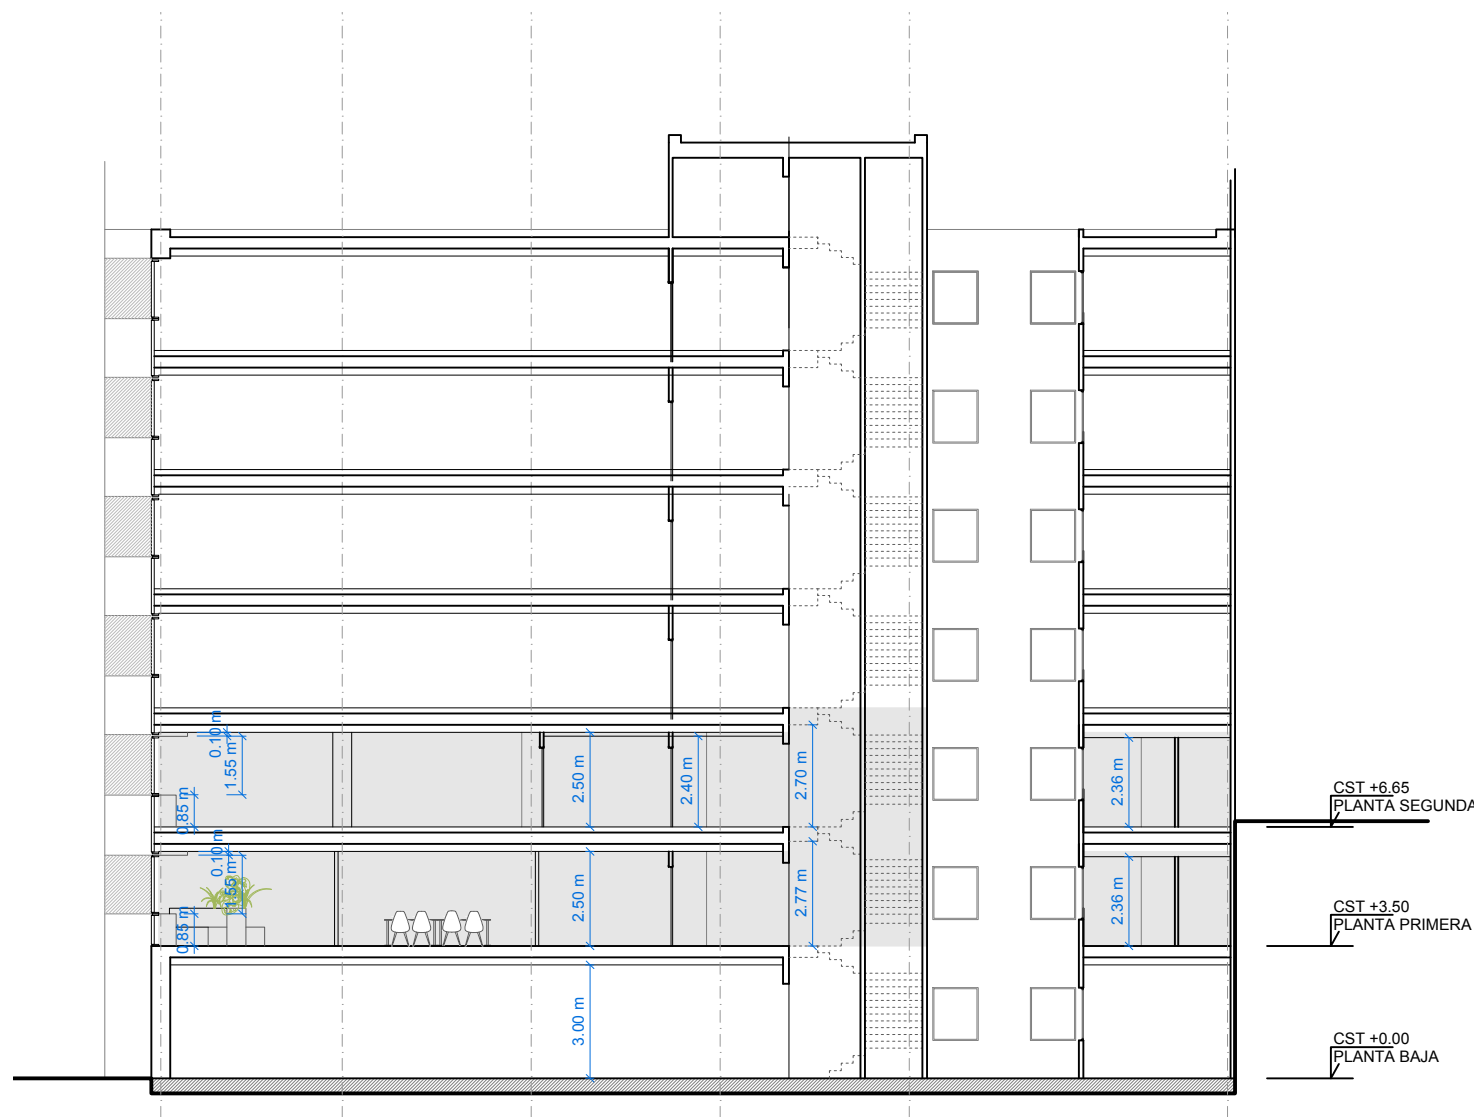 0.10 m
1.55 m
0.85 m
2.50 m
2.40 m
2.70 m
2.36 m
CST +6.65
PLANTA SEGUNDA
0.10 m
1.55 m
0.85 m
2.50 m
2.77 m
2.36 m
CST +3.50
PLANTA PRIMERA
3.00 m
CST +0.00
PLANTA BAJA